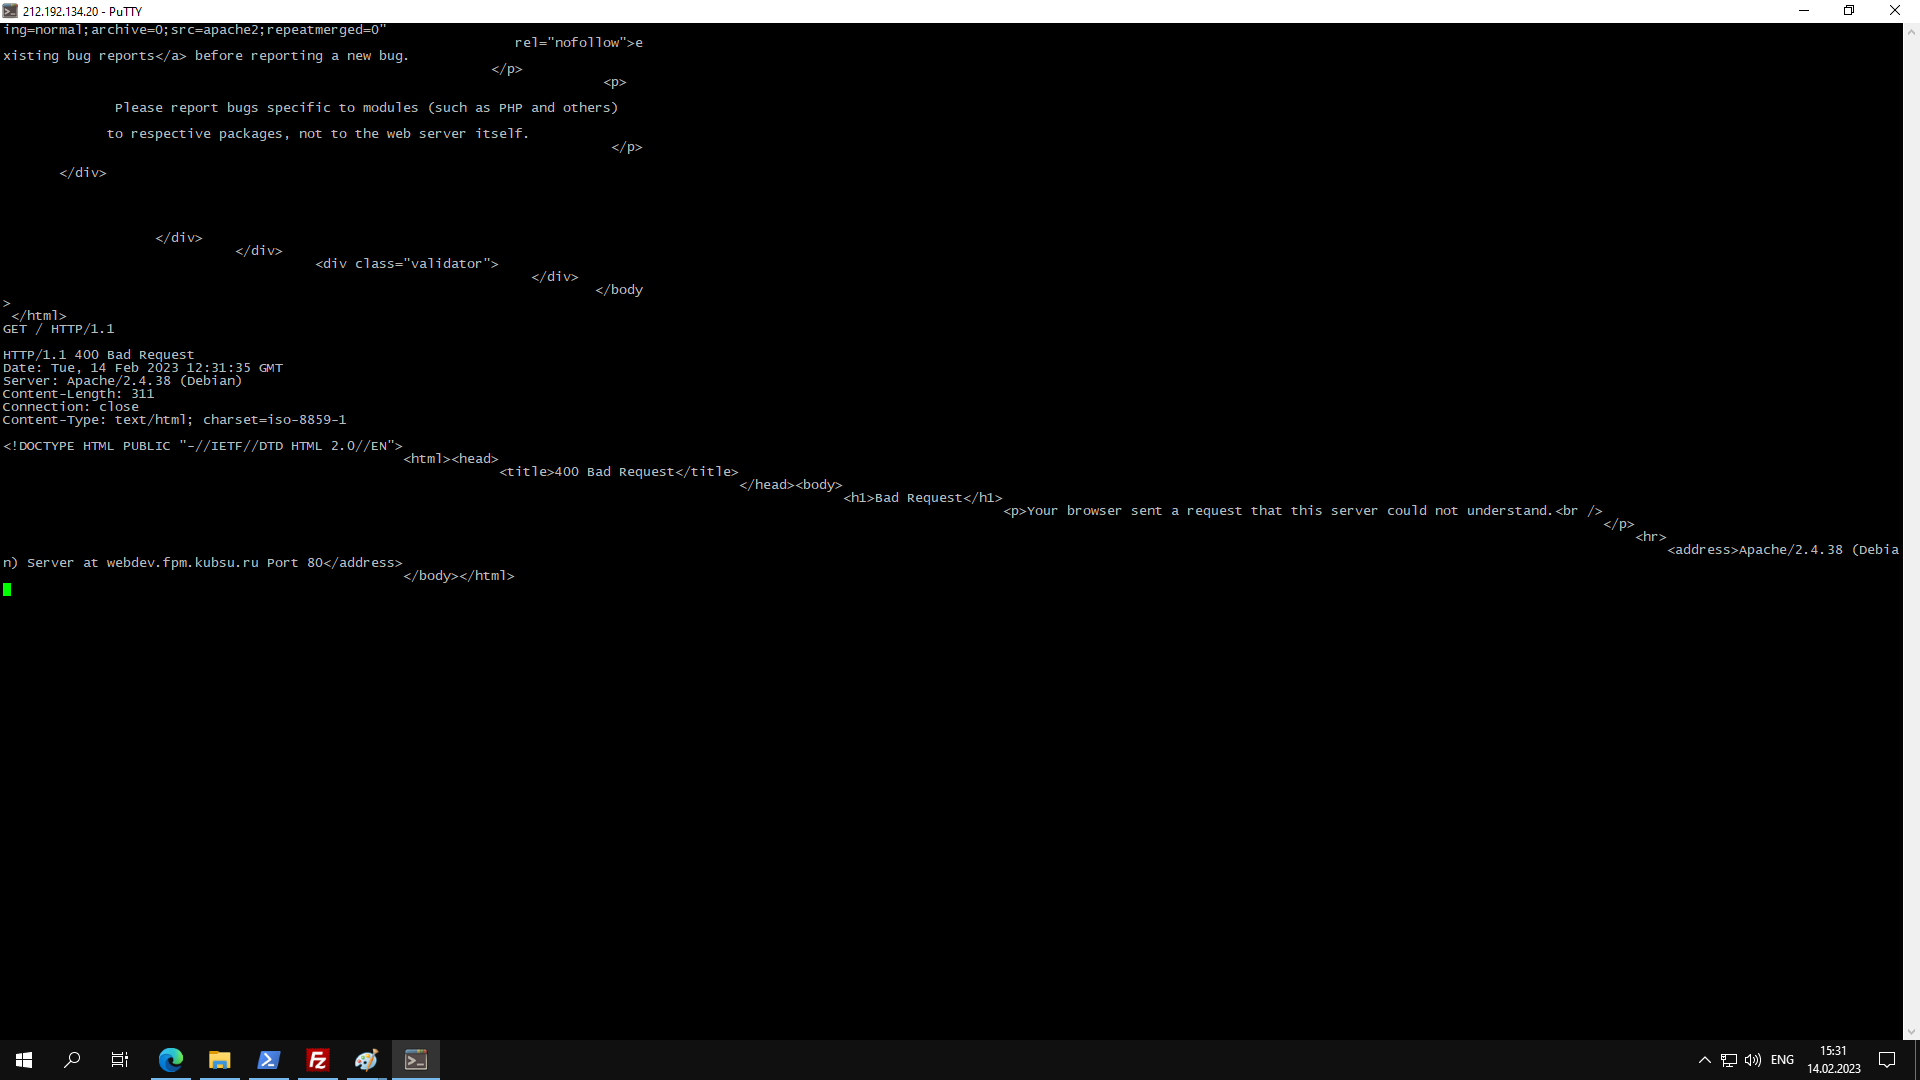 212.192.134.20 - PuTTY
ing=normal;archive=0;src=apache2;repeatmerged=0"
rel="nofollow">e
xisting bug reports</a> before reporting a new bug.
</p>
<p>
Please report bugs specific to modules (such as PHP and others)
to respective packages, not to the web server itself.
</p>
</div>
</div>
</div>
<div class="validator">
</div>
</body
>
</html>
GET / HTTP/1.1
HTTP/1.1 400 Bad Request
Date: Tue, 14 Feb 2023 12:31:35 GMT
Server: Apache/2.4.38 (Debian)
Content-Length: 311
Connection: close
Content-Type: text/html; charset=iso-8859-1
<!DOCTYPE HTML PUBLIC "-//IETF//DTD HTML 2.0//EN">
<html><head>
<title>400 Bad Request</title>
</head><body>
<h1>Bad Request</h1>
<p>Your browser sent a request that this server could not understand.<br />
</p>
<hr>
<address>Apache/2.4.38 (Debia
n) Server at webdev.fpm.kubsu.ru Port 80</address>
</body></html>
ENG
15:31
14.02.2023